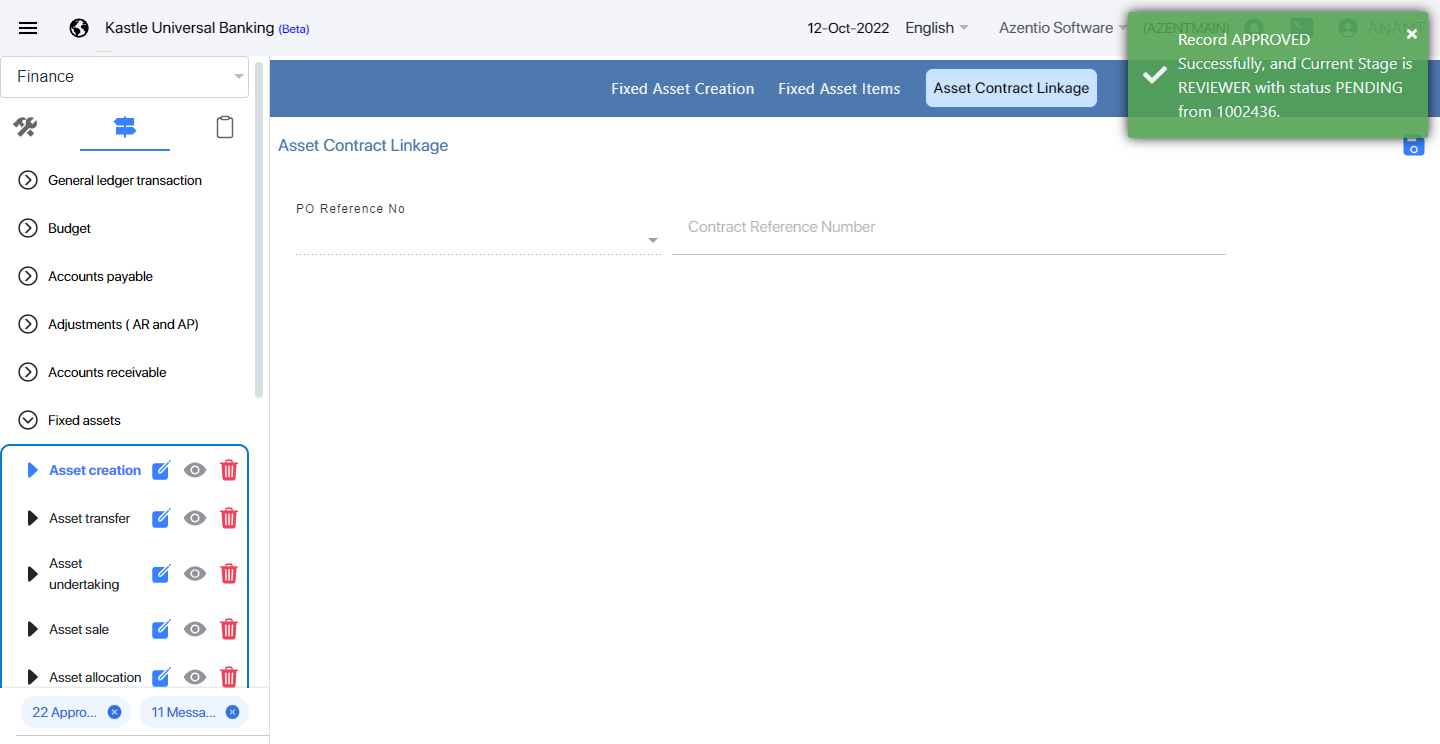 Kastle Universal Banking (Beta)
12-Oct-2022
English
Azentio Software
(AZENTMAIN)
ANANT
Record APPROVED
Successfully, and Current Stage is
REVIEWER with status PENDING
from 1002436.
Finance
Fixed Asset Creation
Fixed Asset Items
Asset Contract Linkage
Asset Contract Linkage
PO Reference No
Contract Reference Number
General ledger transaction
Budget
Accounts payable
Adjustments ( AR and AP)
Accounts receivable
Fixed assets
Asset creation
Asset transfer
Asset
undertaking
Asset sale
Asset allocation
22 Appro...
11 Messa...